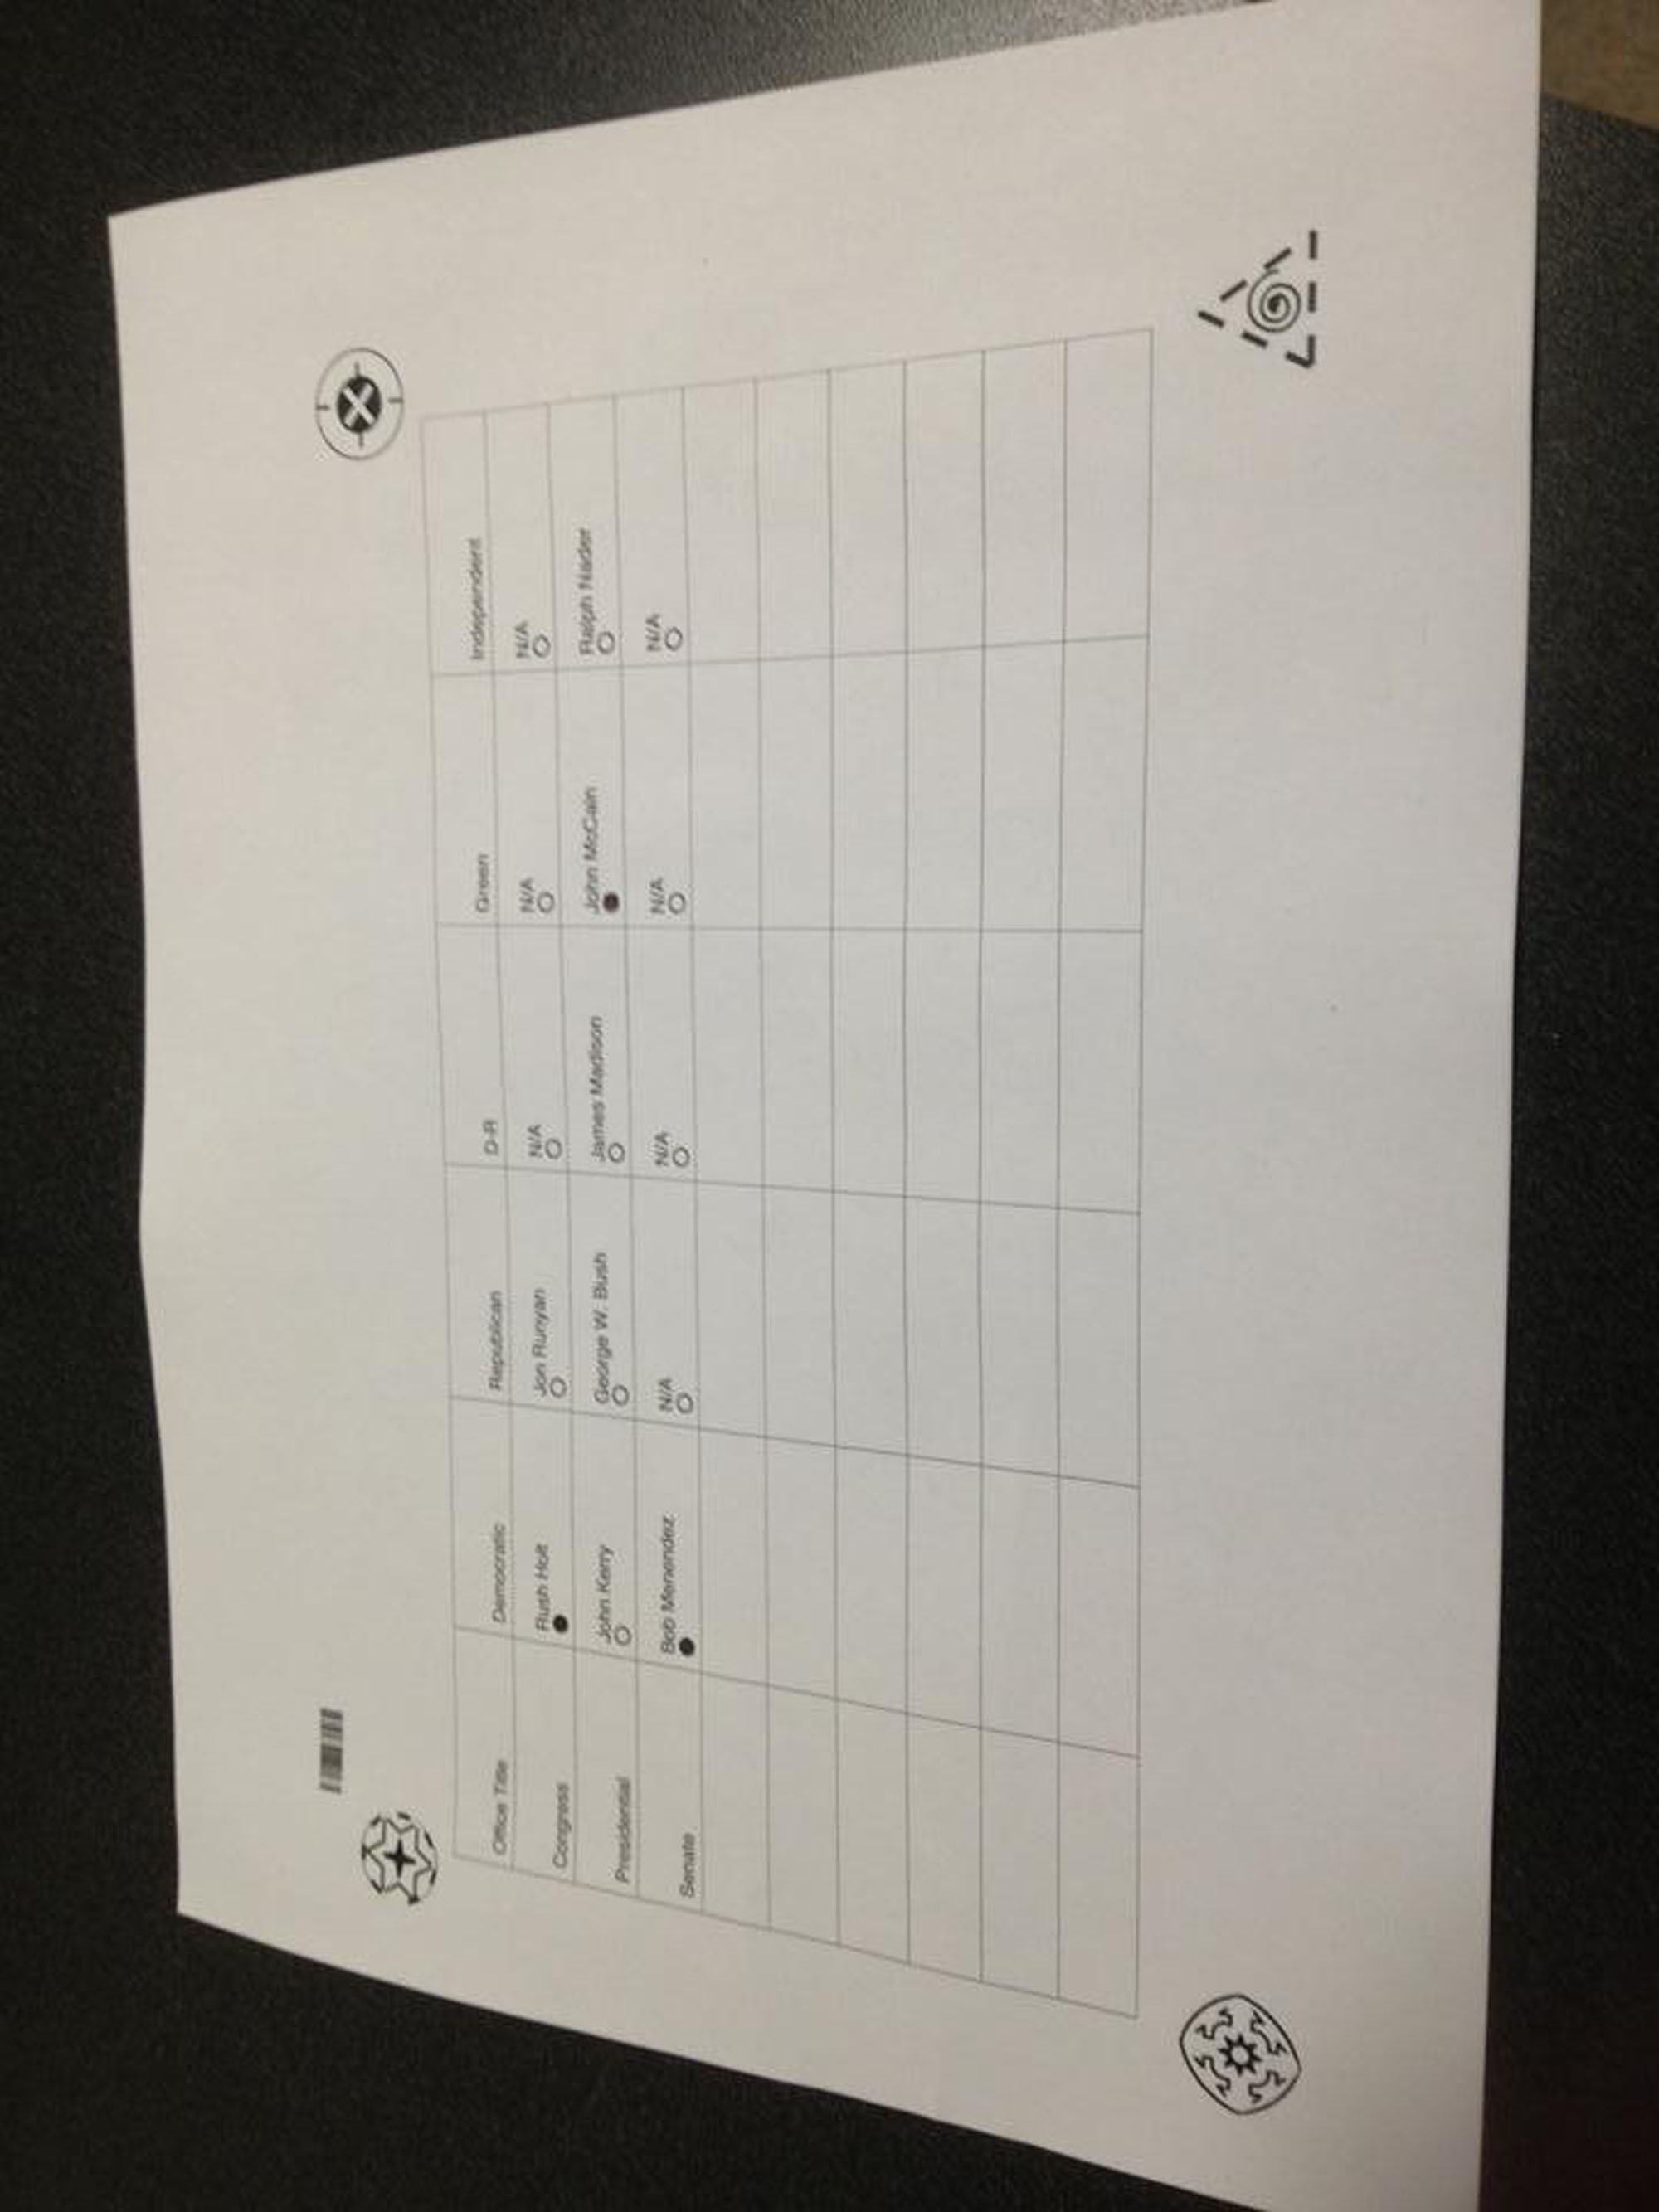 Office Title Democratic Republican D-R Green Independent
Congress Rush Holt Jon Runyan N/A N/A N/A
Presidential John Kerry George W. Bush James Madison John McCain Ralph Nader
Senate Bob Menendez N/A N/A N/A N/A